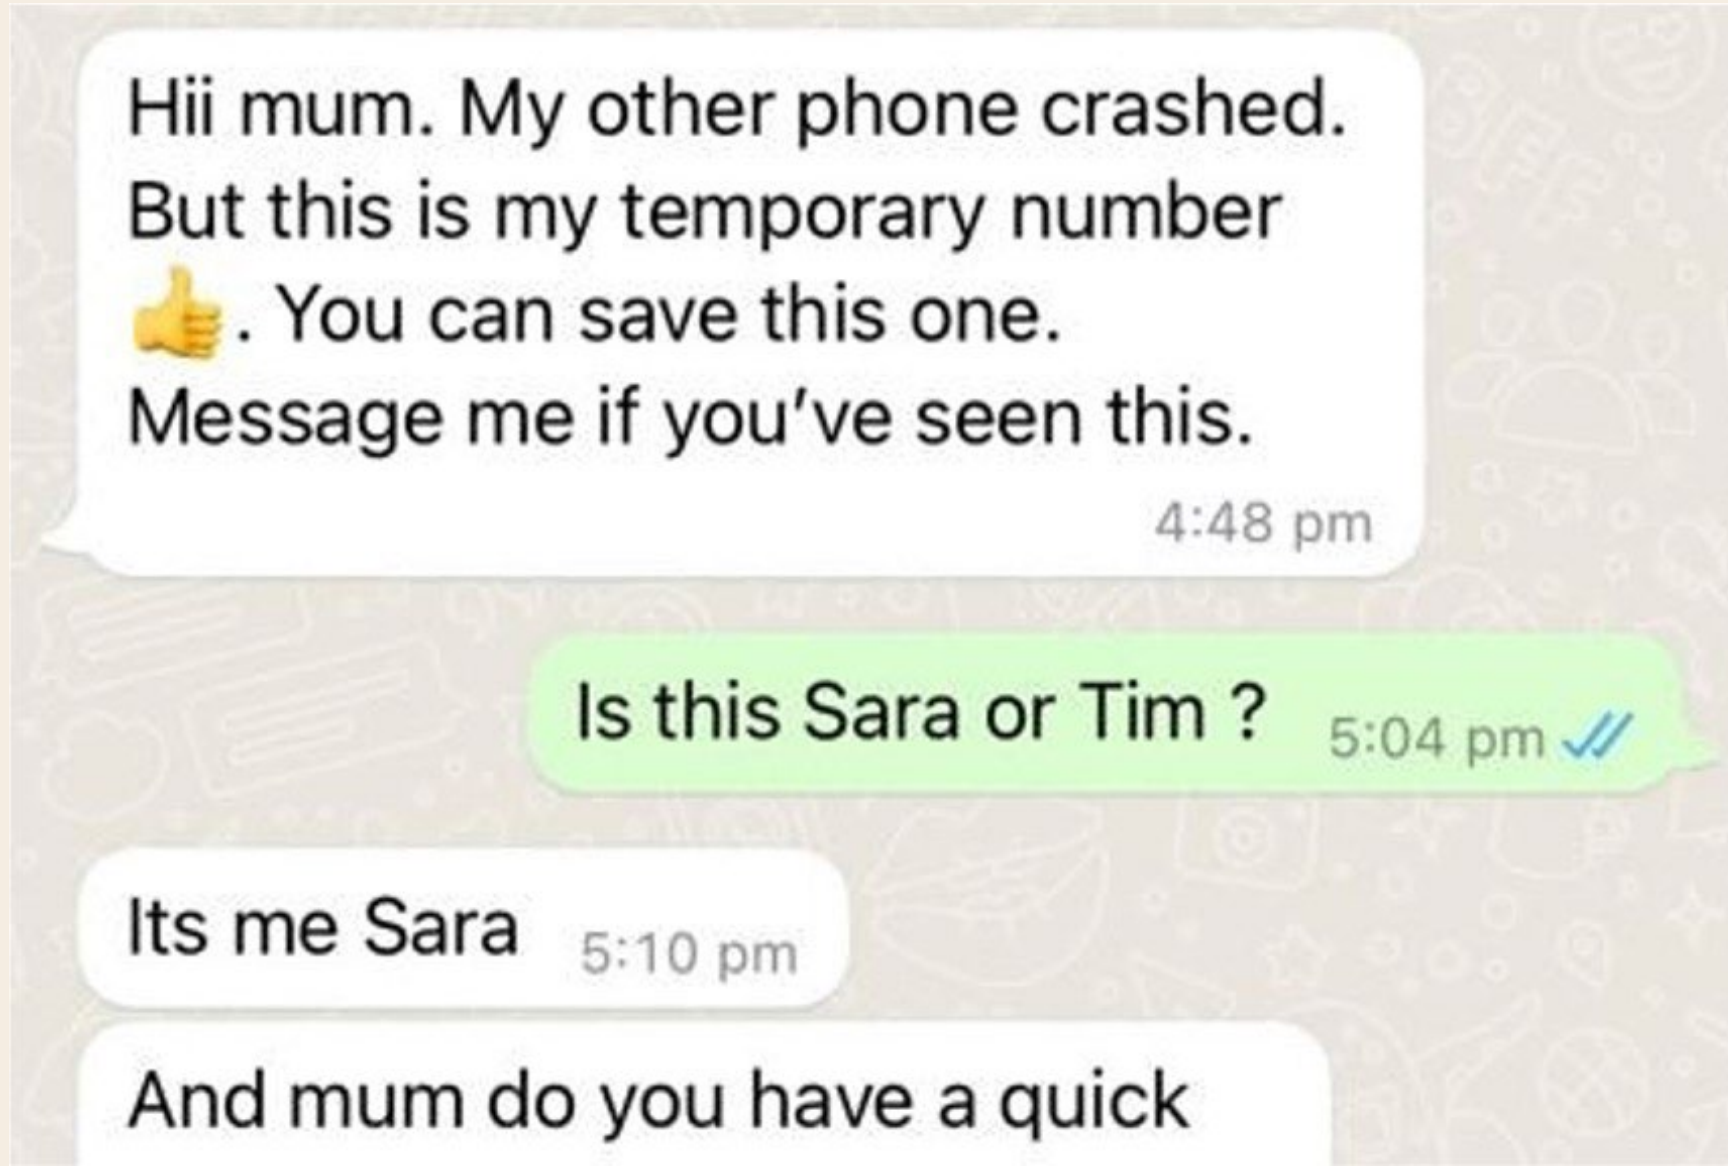 Hii mum. My other phone crashed.
But this is my temporary number
👍. You can save this one.
Message me if you've seen this.
4:48 pm
Is this Sara or Tim ? 5:04 pm
Its me Sara 5:10 pm
And mum do you have a quick